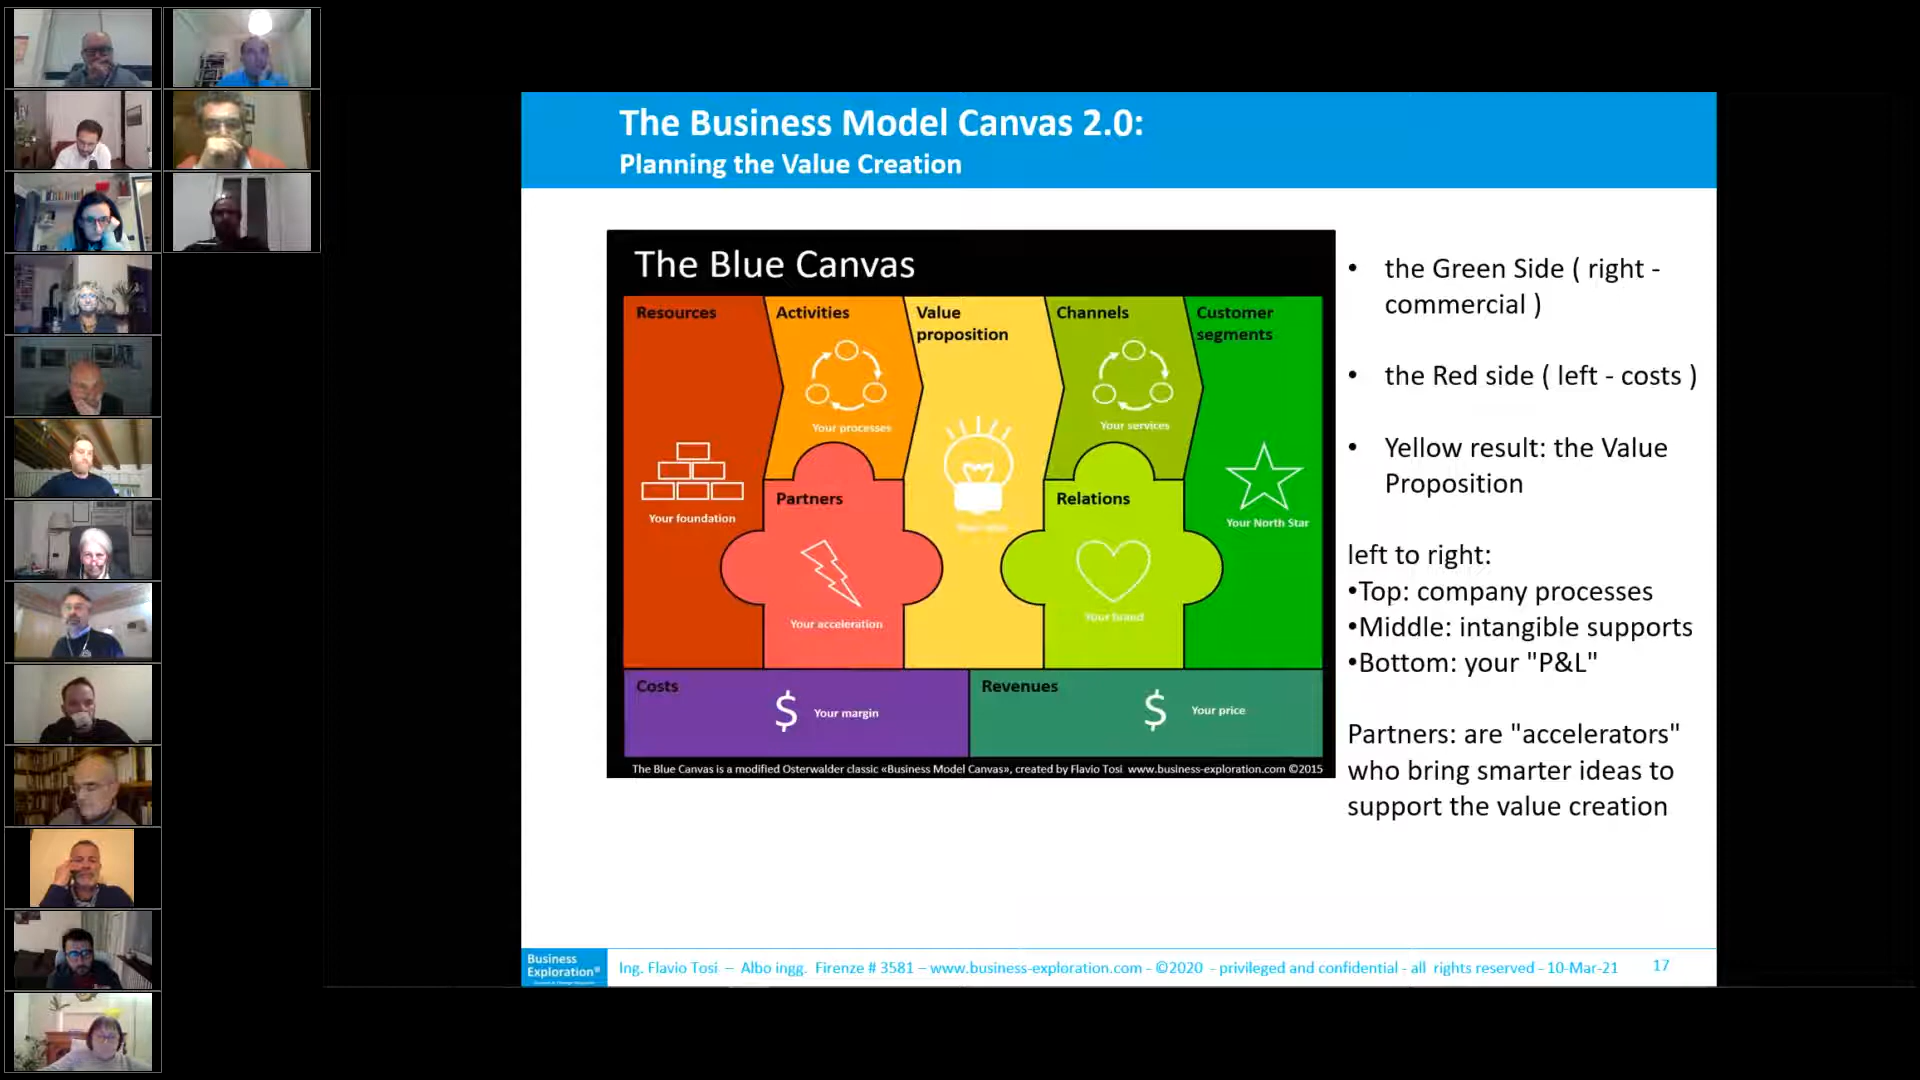 The Business Model Canvas 2.0:
Planning the Value Creation
The Blue Canvas
Resources
Activities
Value
proposition
Channels
Customer
segments
Your processes
Your services
Your foundation
Your North Star
Partners
Relations
Your acceleration
Your brand
Costs
$ Your margin
Revenues
$ Your price
The Blue Canvas is a modified Osterwalder classic «Business Model Canvas», created by Flavio Tosi www.business-exploration.com ©2015
• the Green Side ( right -
commercial )
• the Red side ( left - costs )
• Yellow result: the Value
Proposition
left to right:
•Top: company processes
•Middle: intangible supports
•Bottom: your "P&L"
Partners: are "accelerators"
who bring smarter ideas to
support the value creation
Business
Exploration®
Ing. Flavio Tosi – Albo ingg. Firenze # 3581 – www.business-exploration.com - ©2020 - privileged and confidential - all rights reserved - 10-Mar-21
17